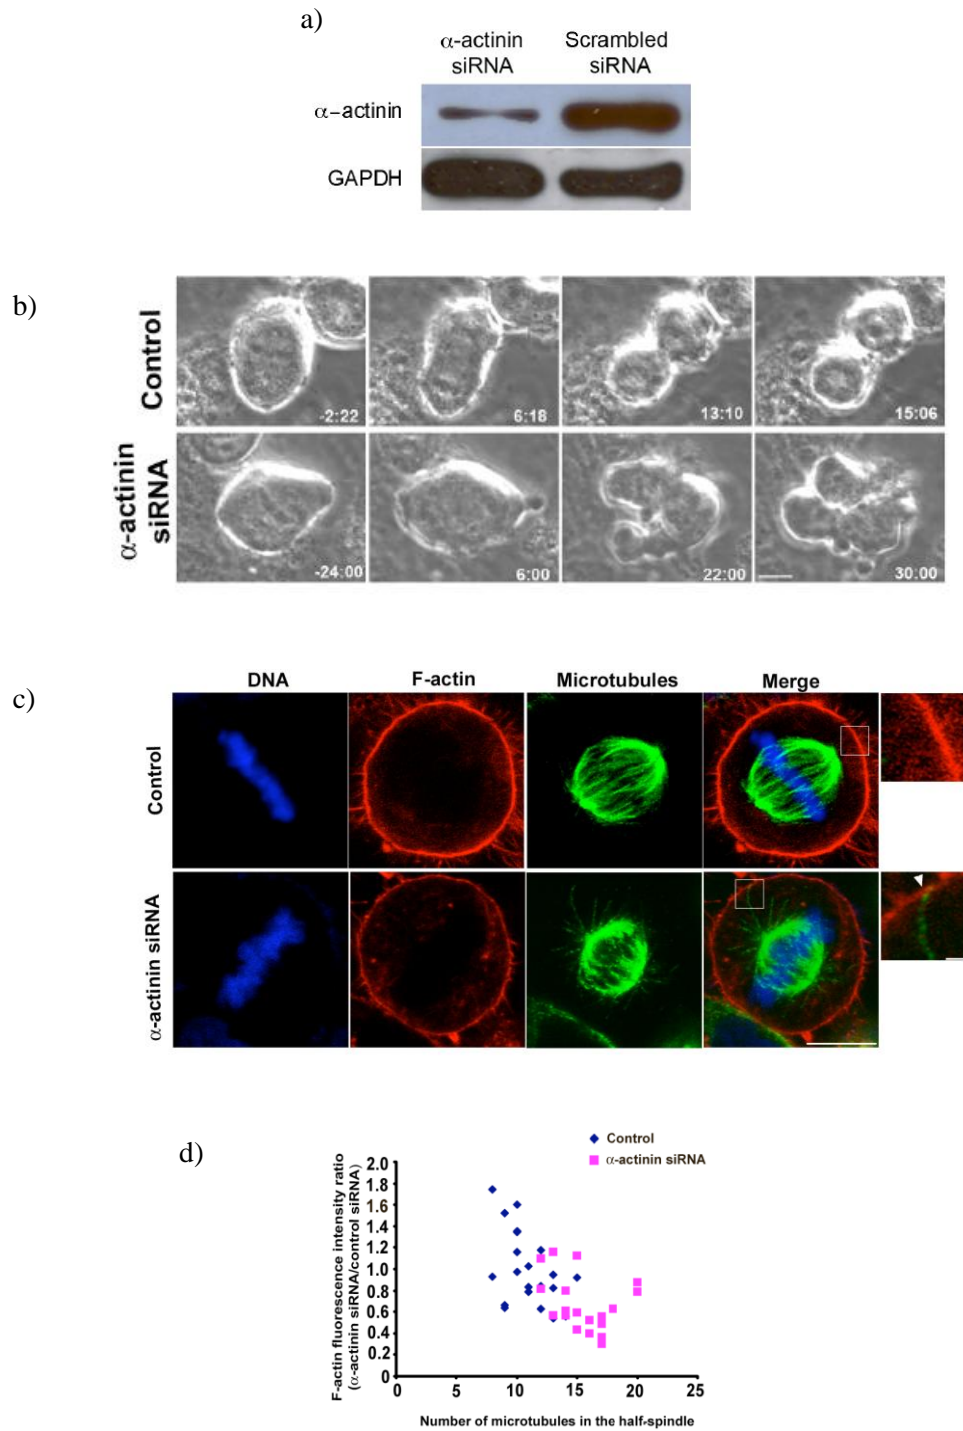 a)
α-actinin siRNA
Scrambled siRNA
α-actinin
GAPDH
b)
Control
-2:22
6:18
13:10
15:06
α-actinin siRNA
-24:00
6:00
22:00
30:00
c)
DNA
F-actin
Microtubules
Merge
Control
α-actinin siRNA
d)
Control
α-actinin siRNA
F-actin fluorescence intensity ratio
(α-actinin siRNA/control siRNA)
2.0
1.8
1.6
1.4
1.2
1.0
0.8
0.6
0.4
0.2
0
0
5
10
15
20
25
Number of microtubules in the half-spindle